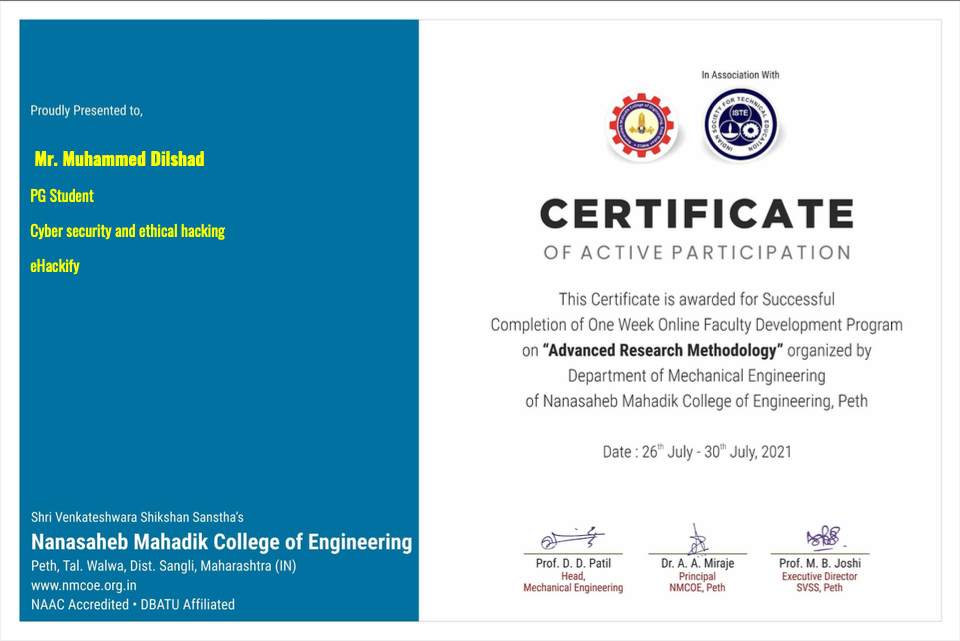 Proudly Presented to,
Mr. Muhammed Dilshad
PG Student
Cyber security and ethical hacking
eHackify
Shri Venkateshwara Shikshan Sanstha's
Nanasaheb Mahadik College of Engineering
Peth, Tal. Walwa, Dist. Sangli, Maharashtra (IN)
www.nmcoe.org.in
NAAC Accredited • DBATU Affiliated
In Association With
INDIAN SOCIETY FOR TECHNICAL EDUCATION
ISTE
CERTIFICATE
OF ACTIVE PARTICIPATION
This Certificate is awarded for Successful
Completion of One Week Online Faculty Development Program
on “Advanced Research Methodology” organized by
Department of Mechanical Engineering
of Nanasaheb Mahadik College of Engineering, Peth
Date : 26th July - 30th July, 2021
Prof. D. D. Patil
Head,
Mechanical Engineering
Dr. A. A. Miraje
Principal
NMCOE, Peth
Prof. M. B. Joshi
Executive Director
SVSS, Peth